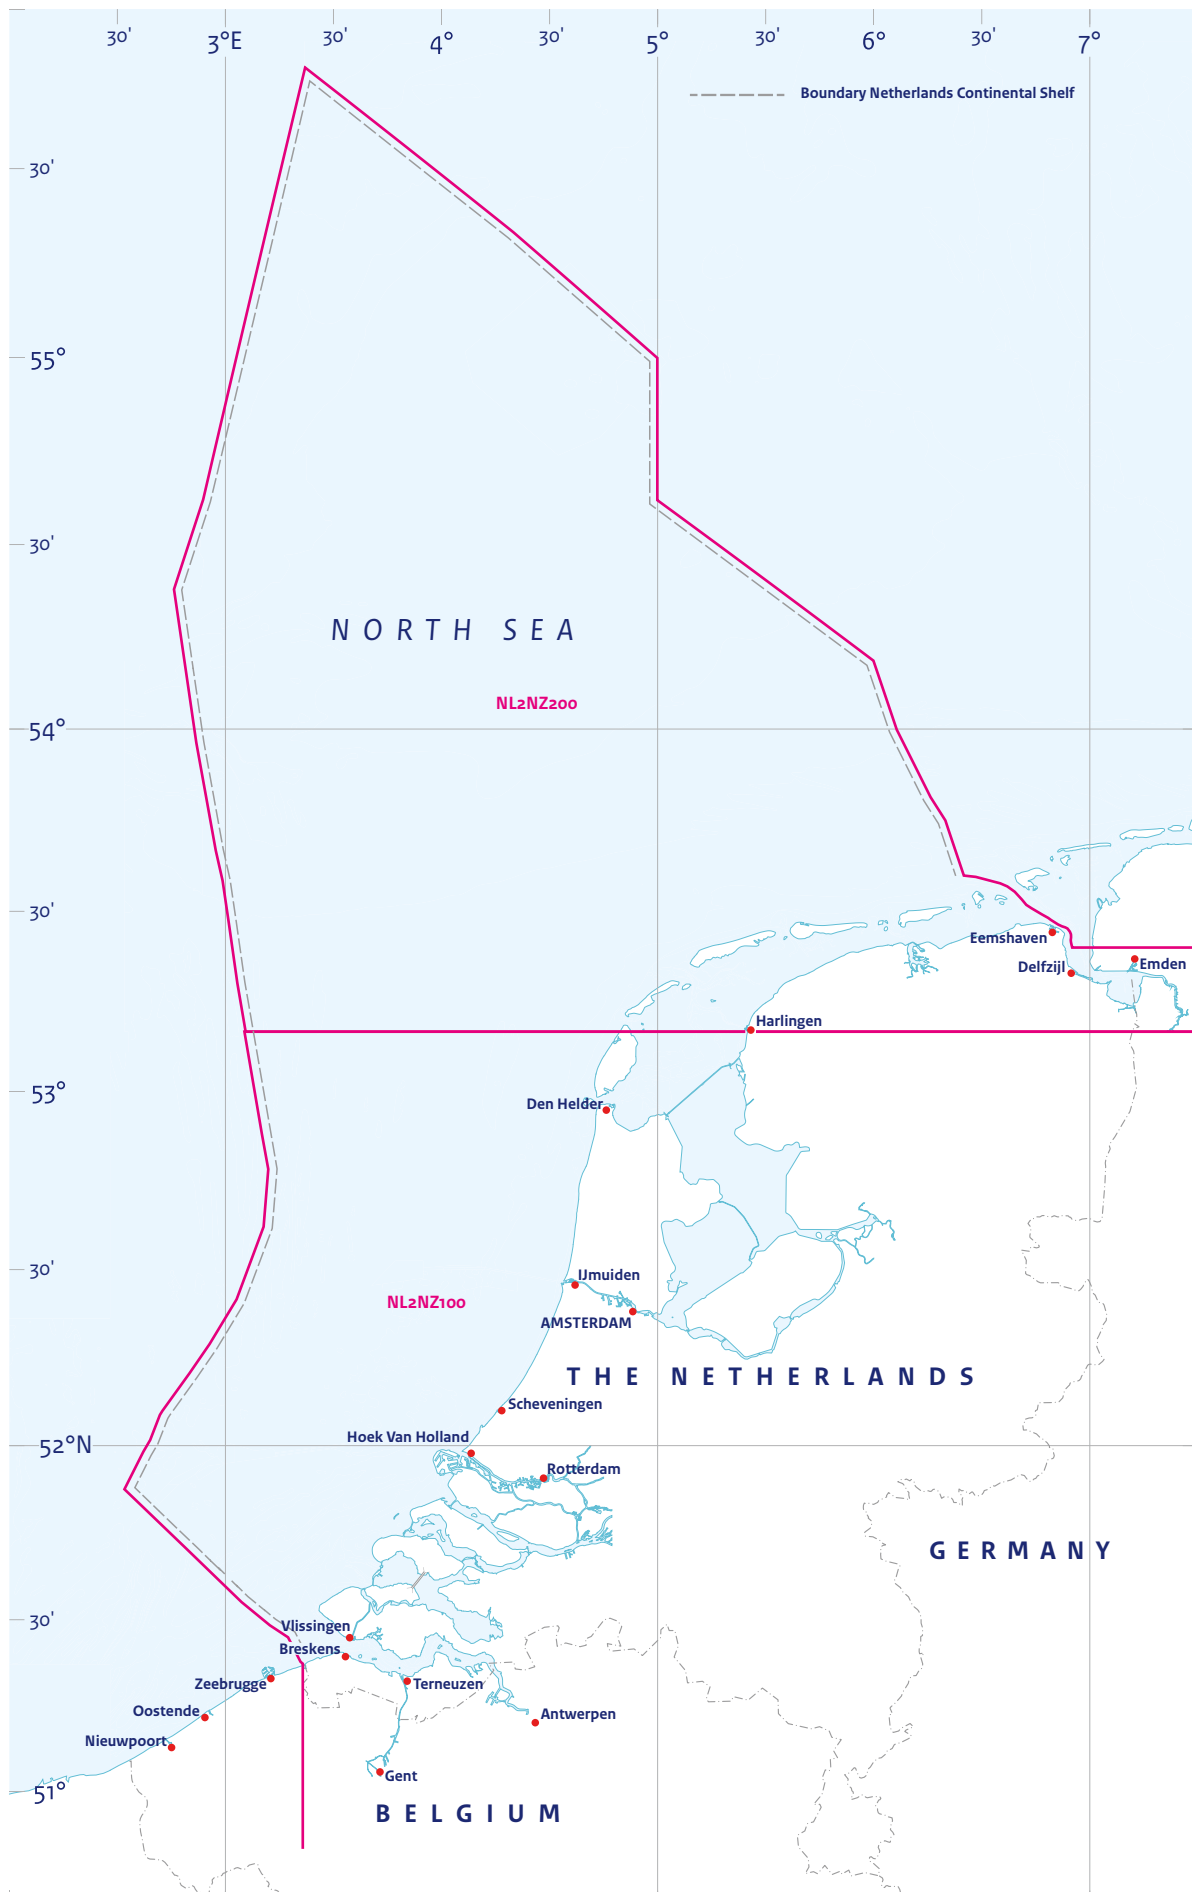 30' 3°E 30' 4° 30' 5° 30' 6° 30' 7°
Boundary Netherlands Continental Shelf
30'
55°
30'
NORTH SEA
NL2NZ200
54°
30'
Eemshaven
Emden
Delfzijl
Harlingen
53°
Den Helder
30'
IJmuiden
NL2NZ100
AMSTERDAM
THE NETHERLANDS
Scheveningen
Hoek Van Holland
52°N
Rotterdam
GERMANY
30'
Vlissingen
Breskens
Zeebrugge
Terneuzen
Oostende
Antwerpen
Nieuwpoort
Gent
51°
BELGIUM